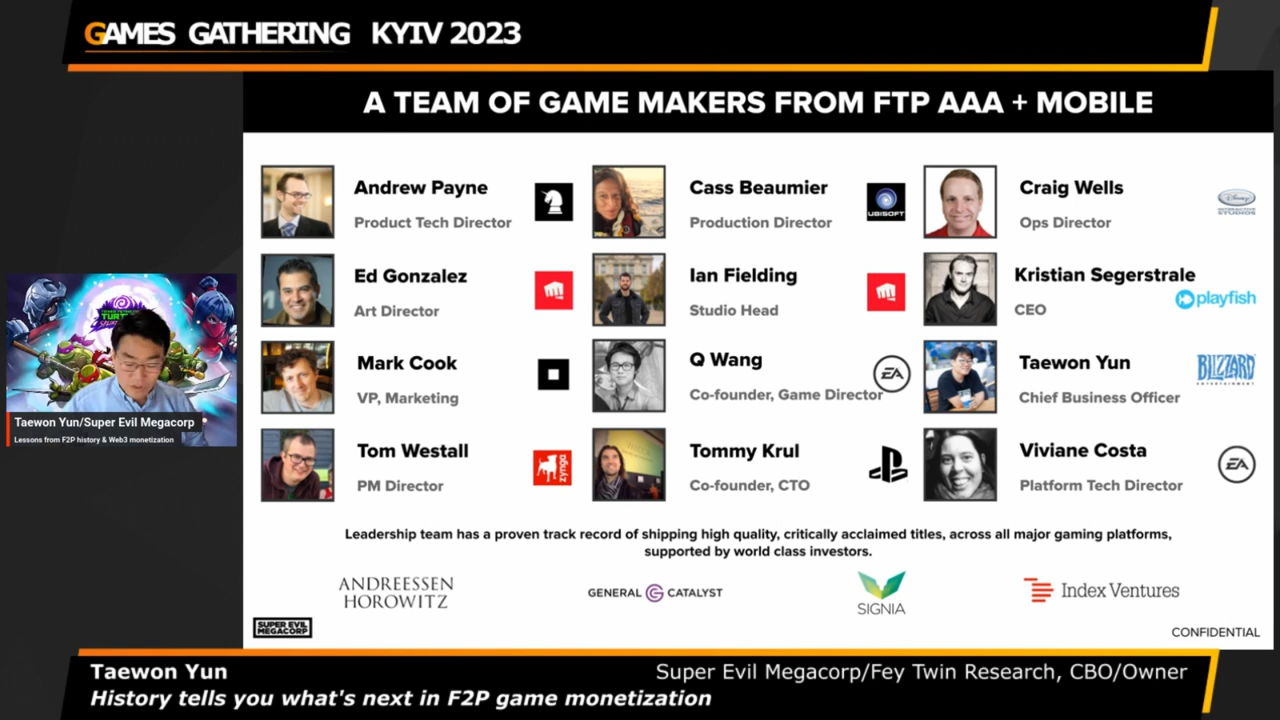 GAMES GATHERING KYIV 2023
A TEAM OF GAME MAKERS FROM FTP AAA + MOBILE
Andrew Payne
Product Tech Director
Cass Beaumier
Production Director
UBISOFT
Craig Wells
Ops Director
Disney
INTERACTIVE
STUDIOS
Ed Gonzalez
Art Director
Ian Fielding
Studio Head
Kristian Segerstrale
CEO
playfish
Mark Cook
VP, Marketing
Q Wang
Co-founder, Game Director
EA
Taewon Yun
Chief Business Officer
BLIZZARD
ENTERTAINMENT
Tom Westall
PM Director
zynga
Tommy Krul
Co-founder, CTO
Viviane Costa
Platform Tech Director
EA
Taewon Yun/Super Evil Megacorp
Lessons from F2P history & Web3 monetization
Leadership team has a proven track record of shipping high quality, critically acclaimed titles, across all major gaming platforms,
supported by world class investors.
ANDREESSEN
HOROWITZ
GENERAL CATALYST
SIGNIA
Index Ventures
SUPER EVIL
MEGACORP
CONFIDENTIAL
Taewon Yun
Super Evil Megacorp/Fey Twin Research, CBO/Owner
History tells you what's next in F2P game monetization